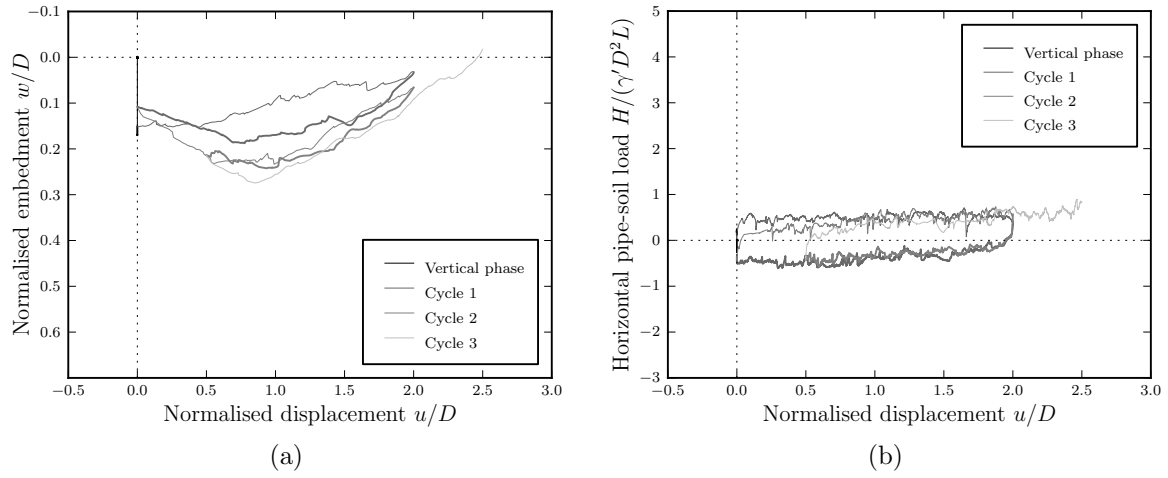 −0.1
0.0
0.1
0.2
0.3
0.4
0.5
0.6
−0.5 0.0 0.5 1.0 1.5 2.0 2.5 3.0
Normalised displacement u/D
Normalised embedment w/D
Vertical phase
Cycle 1
Cycle 2
Cycle 3
(a)
5
4
3
2
1
0
−1
−2
−3
−0.5 0.0 0.5 1.0 1.5 2.0 2.5 3.0
Normalised displacement u/D
Horizontal pipe-soil load H/(γ′D²L)
Vertical phase
Cycle 1
Cycle 2
Cycle 3
(b)